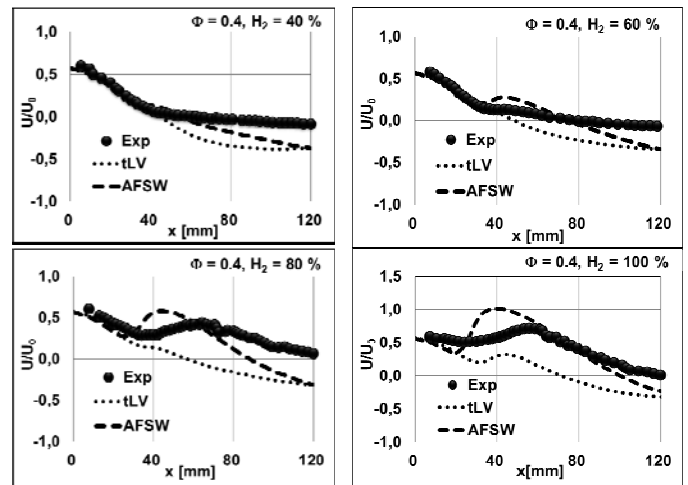 Φ = 0.4, H2 = 40 %
1,0
0,5
0,0
-0,5
-1,0
U/U0
Exp
tLV
AFSW
0 40 80 120
x [mm]
Φ = 0.4, H2 = 60 %
1,0
0,5
0,0
-0,5
-1,0
U/U0
Exp
tLV
AFSW
0 40 80 120
x [mm]
Φ = 0.4, H2 = 80 %
1,0
0,5
0,0
-0,5
-1,0
U/U0
Exp
tLV
AFSW
0 40 80 120
x [mm]
Φ = 0.4, H2 = 100 %
1,5
1,0
0,5
0,0
-0,5
-1,0
U/U0
Exp
tLV
AFSW
0 40 80 120
x[mm]